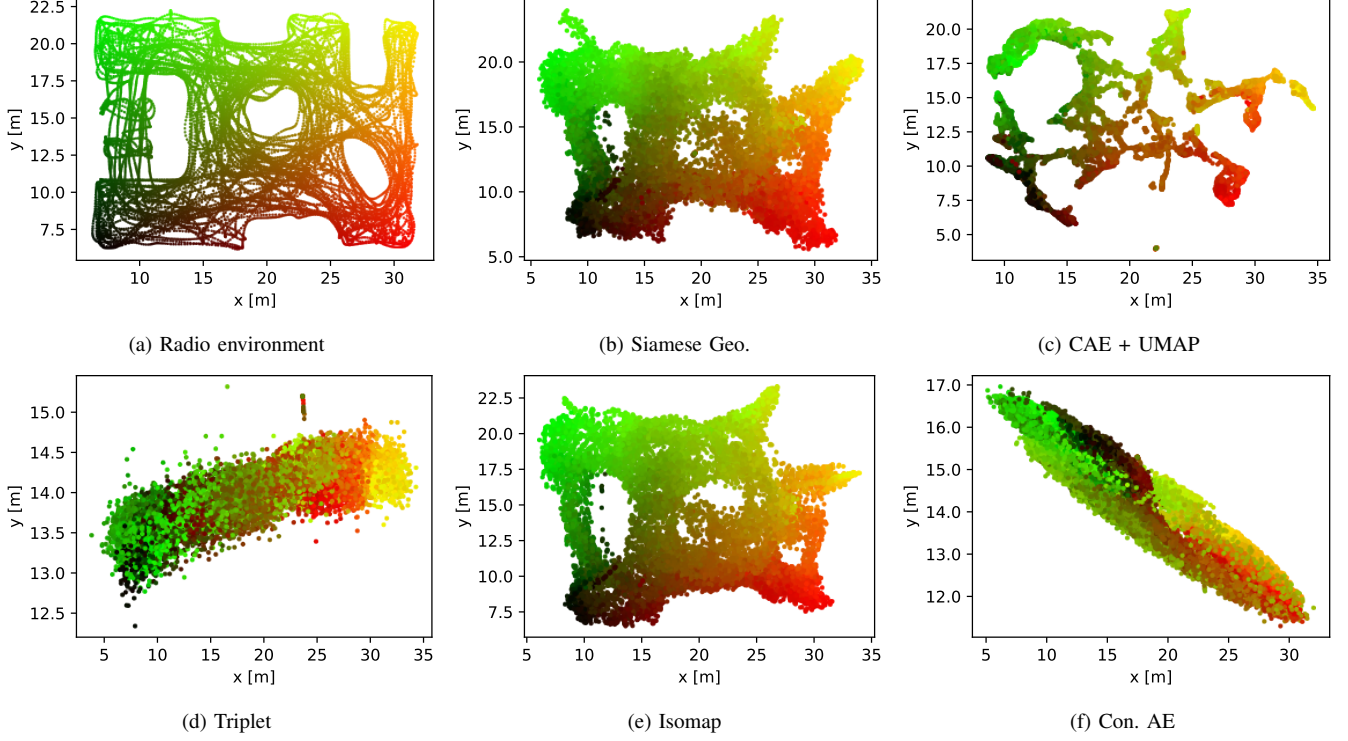 22.5
20.0
17.5
15.0
12.5
10.0
7.5
y [m]
10 15 20 25 30
x [m]
(a) Radio environment
20.0
15.0
10.0
5.0
y [m]
5 10 15 20 25 30 35
x [m]
(b) Siamese Geo.
20.0
17.5
15.0
12.5
10.0
7.5
5.0
y [m]
10 15 20 25 30 35
x [m]
(c) CAE + UMAP
15.0
14.5
14.0
13.5
13.0
12.5
y [m]
5 10 15 20 25 30 35
x [m]
(d) Triplet
22.5
20.0
17.5
15.0
12.5
10.0
7.5
y [m]
5 10 15 20 25 30 35
x [m]
(e) Isomap
17.0
16.0
15.0
14.0
13.0
12.0
y [m]
5 10 15 20 25 30
x [m]
(f) Con. AE